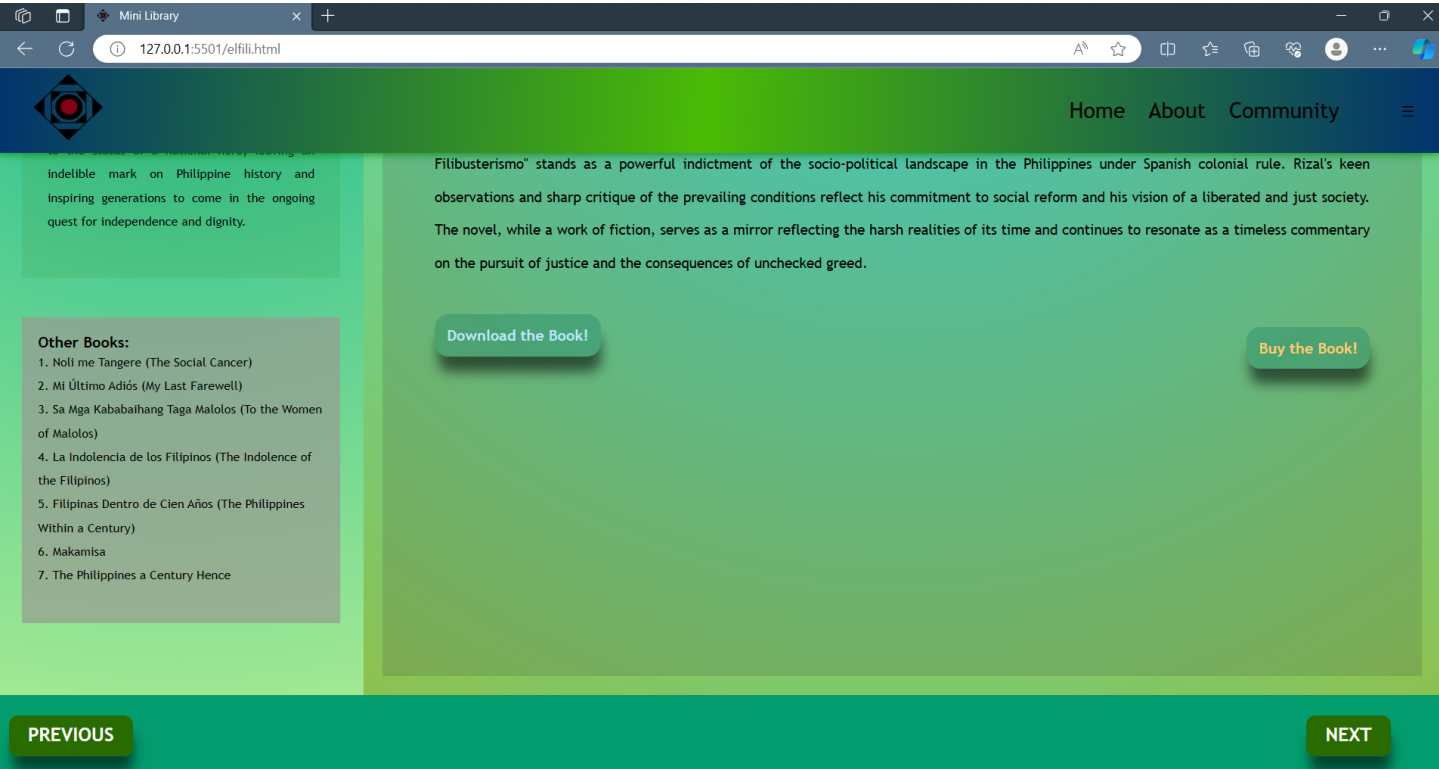 Mini Library
127.0.0.1:5501/elfili.html
Home About Community
to the status of a national hero, leaving an
indelible mark on Philippine history and
inspiring generations to come in the ongoing
quest for independence and dignity.
Other Books:
1. Noli me Tangere (The Social Cancer)
2. Mi Último Adiós (My Last Farewell)
3. Sa Mga Kababaihang Taga Malolos (To the Women
of Malolos)
4. La Indolencia de los Filipinos (The Indolence of
the Filipinos)
5. Filipinas Dentro de Cien Años (The Philippines
Within a Century)
6. Makamisa
7. The Philippines a Century Hence
Filibusterismo" stands as a powerful indictment of the socio-political landscape in the Philippines under Spanish colonial rule. Rizal's keen
observations and sharp critique of the prevailing conditions reflect his commitment to social reform and his vision of a liberated and just society.
The novel, while a work of fiction, serves as a mirror reflecting the harsh realities of its time and continues to resonate as a timeless commentary
on the pursuit of justice and the consequences of unchecked greed.
Download the Book!
Buy the Book!
PREVIOUS
NEXT